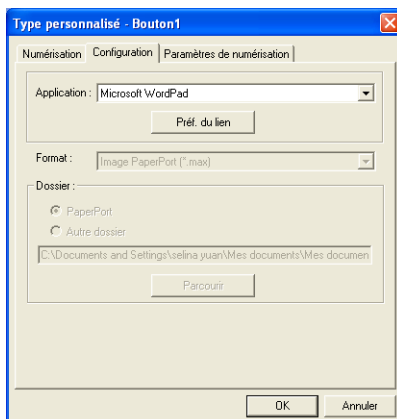 Type personnalisé - Bouton1
Numérisation Configuration Paramètres de numérisation
Application : Microsoft WordPad
Préf. du lien
Format : Image PaperPort (*.max)
Dossier :
PaperPort
Autre dossier
C:\Documents and Settings\selina yuan\Mes documents\Mes documen
Parcourir
OK Annuler